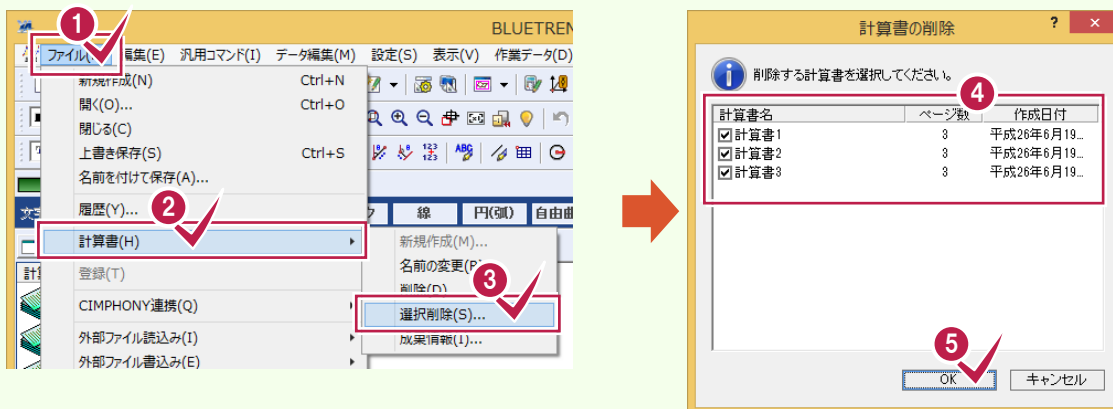 1
BLUETREN
ファイル 編集(E) 汎用コマンド(I) データ編集(M) 設定(S) 表示(V) 作業データ(D)
新規作成(N) Ctrl+N
開く(O)... Ctrl+O
閉じる(C)
上書き保存(S) Ctrl+S
名前を付けて保存(A)...
履歴(Y)...
2
線 円(弧) 自由曲
計算書(H)
登録(T)
CIMPHONY連携(Q)
外部ファイル読込み(I)
外部ファイル書込み(E)
新規作成(M)...
名前の変更(R)
削除(D)
3
選択削除(S)...
成果情報(I)...
計算書の削除
? ×
削除する計算書を選択してください。
4
計算書名 ページ数 作成日付
計算書1 3 平成26年6月19...
計算書2 3 平成26年6月19...
計算書3 3 平成26年6月19...
5
OK キャンセル